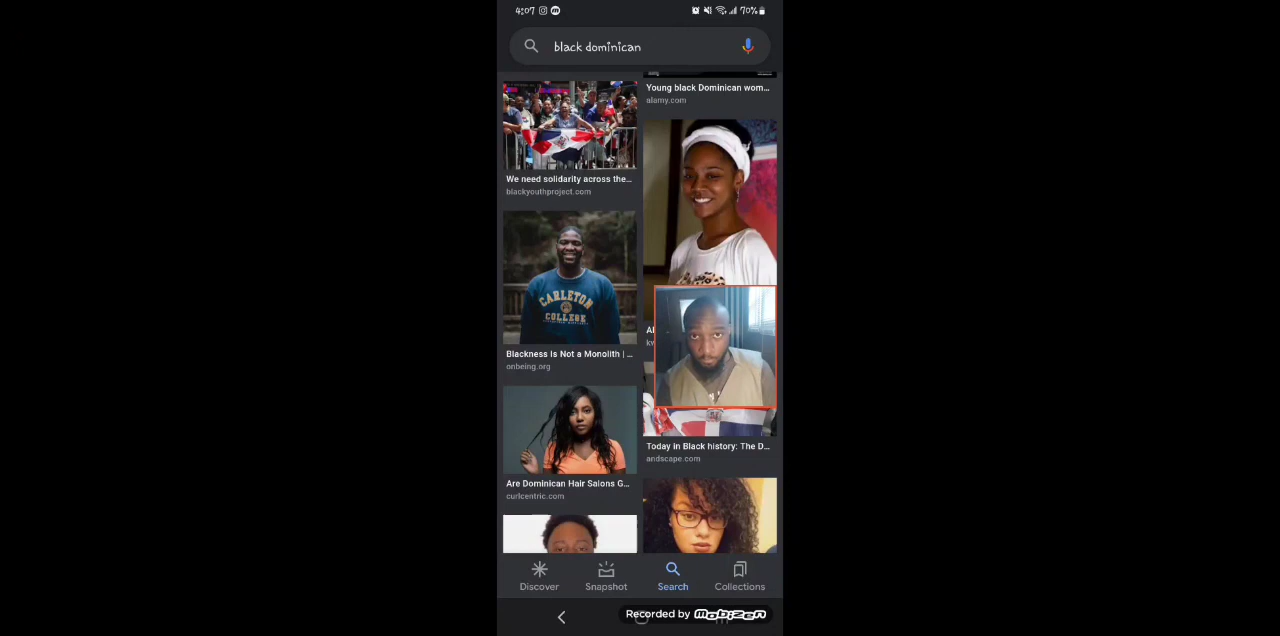 4:07
70%
black dominican
Young black Dominican wom...
alamy.com
We need solidarity across the...
blackyouthproject.com
CARLETON
COLLEGE
Blackness Is Not a Monolith | ...
onbeing.org
Today in Black history: The D...
andscape.com
Are Dominican Hair Salons G...
curlcentric.com
Discover
Snapshot
Search
Collections
Recorded by mobizen